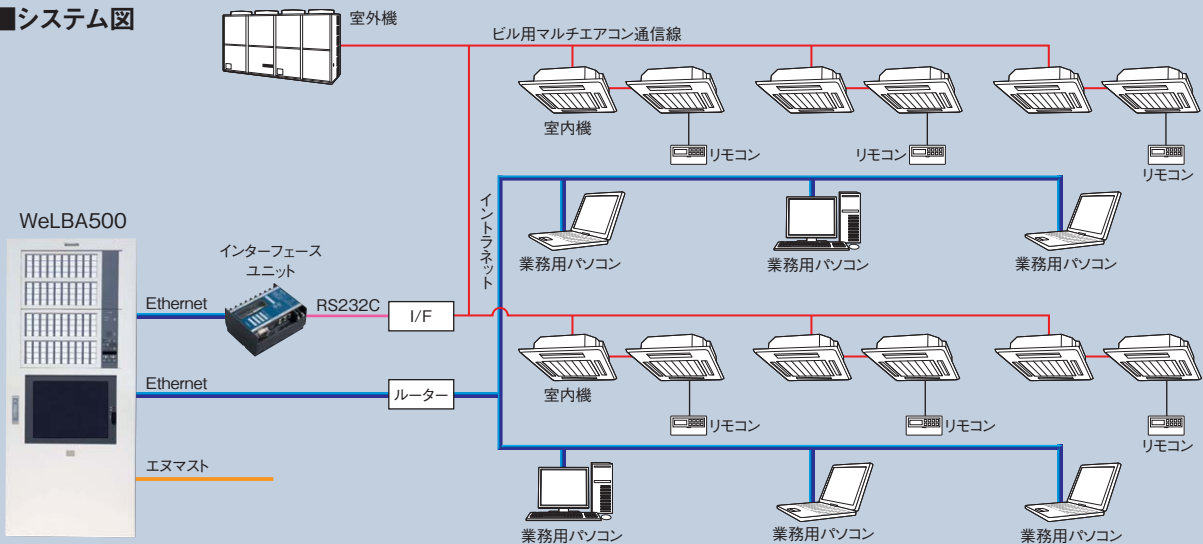 ■システム図
室外機
ビル用マルチエアコン通信線
室内機
リモコン
リモコン
リモコン
イントラネット
業務用パソコン
業務用パソコン
業務用パソコン
WeLBA500
インターフェース
ユニット
Ethernet
RS232C
I/F
Ethernet
ルーター
室内機
リモコン
リモコン
リモコン
エヌマスト
業務用パソコン
業務用パソコン
業務用パソコン